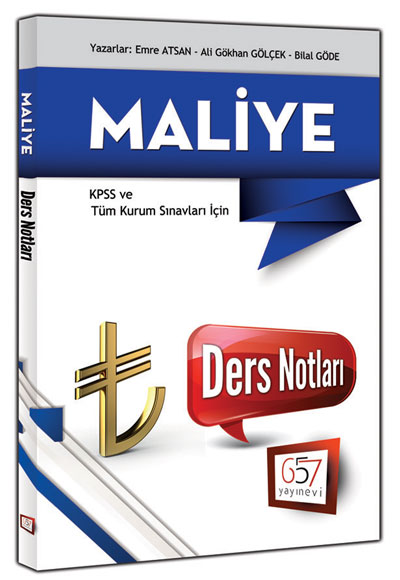 Yazarlar: Emre ATSAN - Ali Gökhan GÖLÇEK - Bilal GÖDE
MALİYE
KPSS ve
Tüm Kurum Sınavları İçin
Ders Notları
657
yayınevi
MALİYE
Ders Notları
657